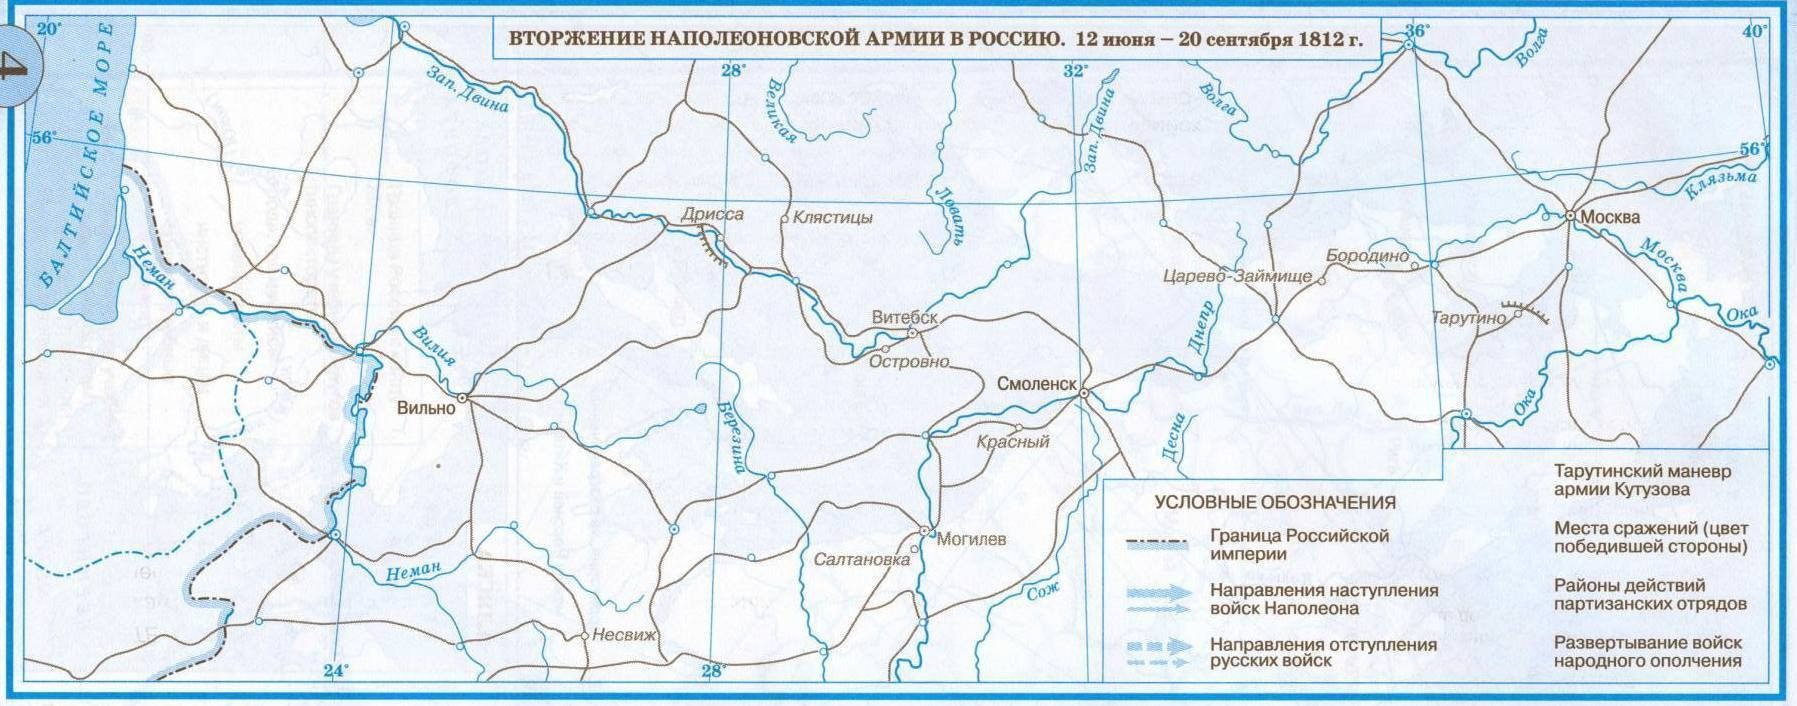 4
20°
ВТОРЖЕНИЕ НАПОЛЕОНОВСКОЙ АРМИИ В РОССИЮ. 12 июня – 20 сентября 1812 г.
36°
40°
28°
32°
Волга
БАЛТИЙСКОЕ МОРЕ
Зап. Двина
Великая
Зап. Двина
Волга
56°
56°
Клязьма
Ловать
Дрисса
Клястицы
Москва
Неман
Бородино
Москва
Царево-Займище
Витебск
Тарутино
Ока
Вилия
Островно
Днепр
Смоленск
Вильно
Березина
Красный
Десна
Ока
УСЛОВНЫЕ ОБОЗНАЧЕНИЯ
Граница Российской
империи
Направления наступления
войск Наполеона
Направления отступления
русских войск
Тарутинский маневр
армии Кутузова
Места сражений (цвет
победившей стороны)
Районы действий
партизанских отрядов
Развертывание войск
народного ополчения
Могилев
Салтановка
Неман
Сож
Несвиж
24°
28°